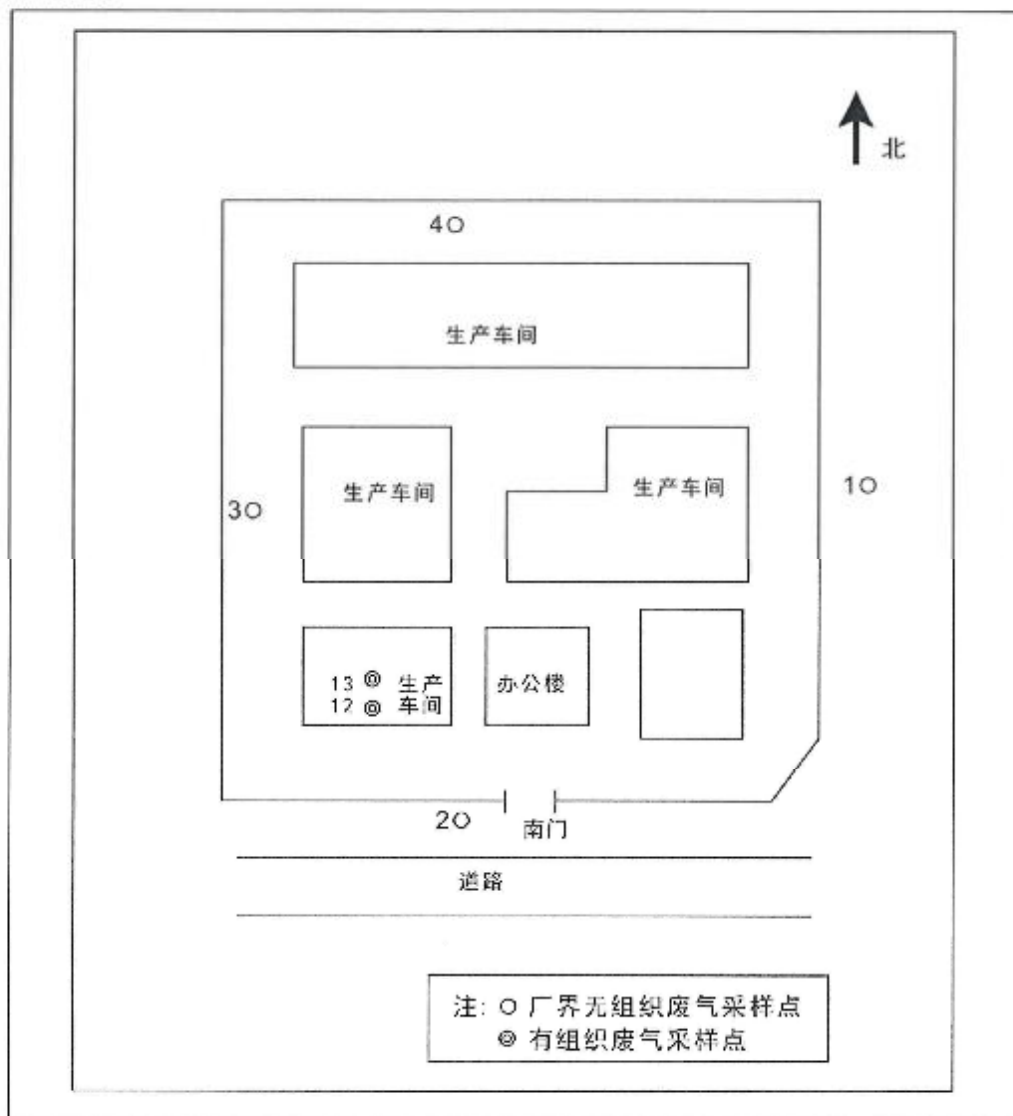 北
4○
生产车间
生产车间
生产车间
1○
3○
13 ◎ 生产
12 ◎ 车间
办公楼
2○
南门
道路
注: ○ 厂界无组织废气采样点
◎ 有组织废气采样点